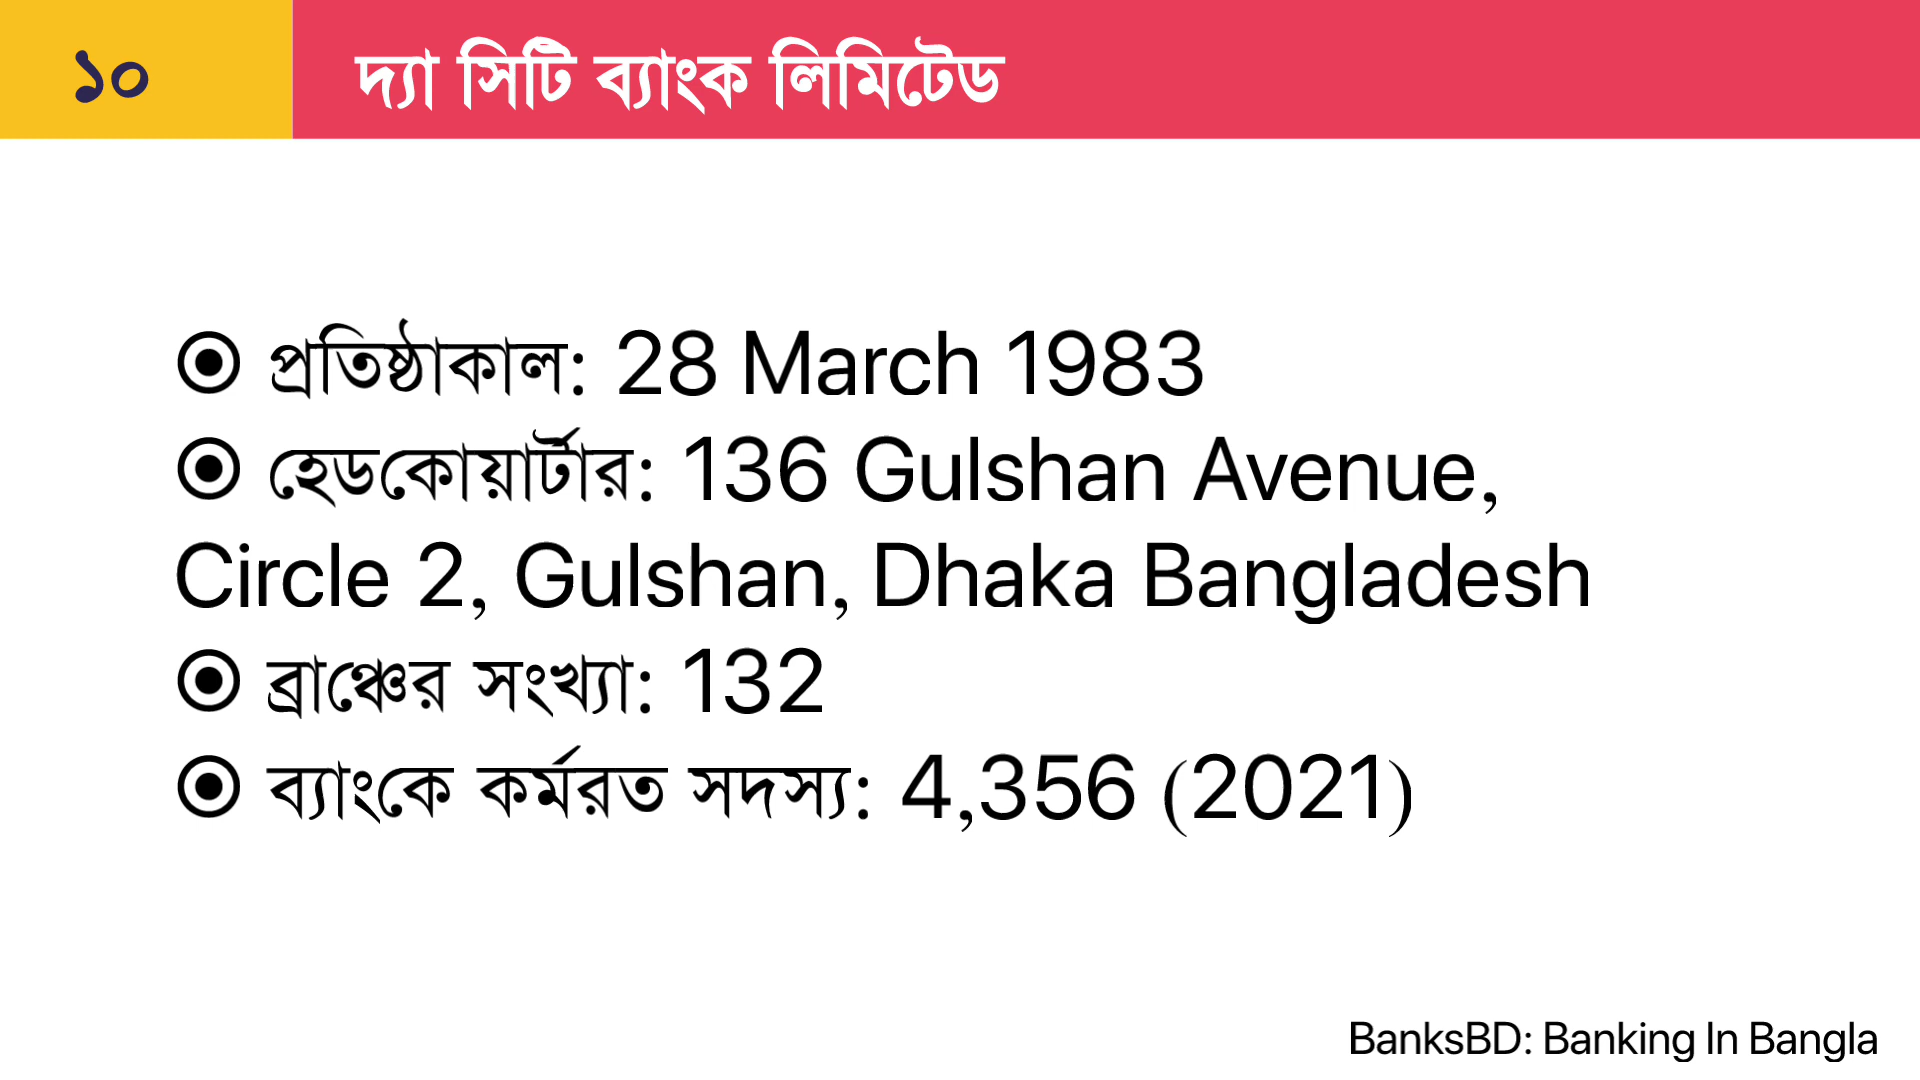 ১০
দ্যা সিটি ব্যাংক লিমিটেড
⦿ প্রতিষ্ঠাকাল: 28 March 1983
⦿ হেডকোয়ার্টার: 136 Gulshan Avenue,
Circle 2, Gulshan, Dhaka Bangladesh
⦿ ব্রাঞ্চের সংখ্যা: 132
⦿ ব্যাংকে কর্মরত সদস্য: 4,356 (2021)
BanksBD: Banking In Bangla